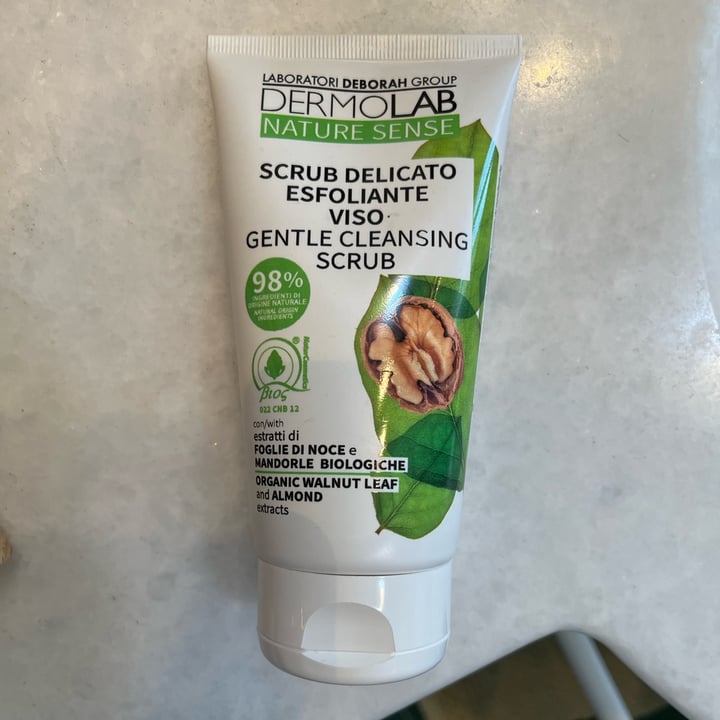 LABORATORI DEBORAH GROUP
DERMOLAB
NATURE SENSE
SCRUB DELICATO
ESFOLIANTE
VISO·
GENTLE CLEANSING
SCRUB
98%
INGREDIENTI DI
ORIGINE NATURALE
NATURAL ORIGIN
INGREDIENTS
βιος
022 CNB 12
con/with
estratti di
FOGLIE DI NOCE e
MANDORLE BIOLOGICHE
ORGANIC WALNUT LEAF
and ALMOND
extracts